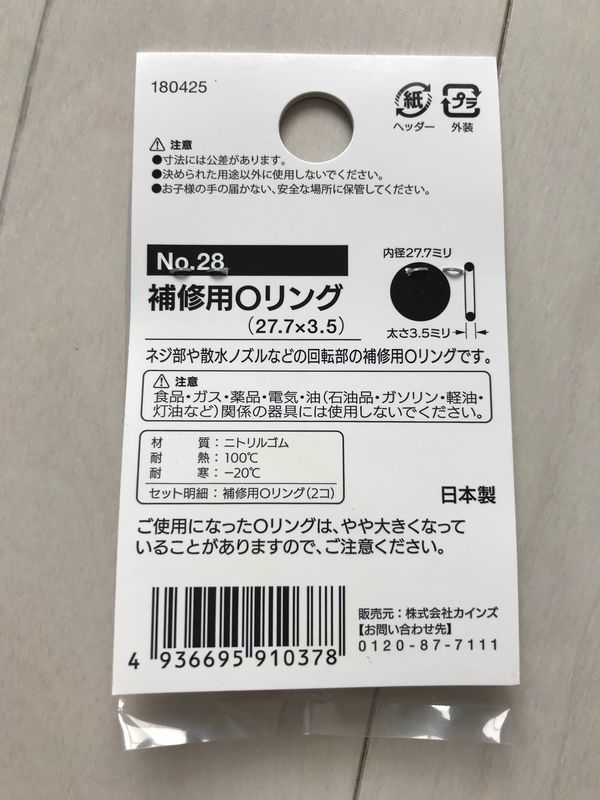 180425
紙
プラ
ヘッダー
外装
注意
●寸法には公差があります。
●決められた用途以外に使用しないでください。
●お子様の手の届かない、安全な場所に保管してください。
No.28
内径27.7ミリ
補修用Oリング
(27.7×3.5)
太さ3.5ミリ
ネジ部や散水ノズルなどの回転部の補修用Oリングです。
注意
食品・ガス・薬品・電気・油(石油品・ガソリン・軽油・
灯油など)関係の器具には使用しないでください。
材 質:ニトリルゴム
耐 熱:100℃
耐 寒:−20℃
セット明細:補修用Oリング(2コ)
日本製
ご使用になったOリングは、やや大きくなって
いることがありますので、ご注意ください。
販売元:株式会社カインズ
【お問い合わせ先】
0120-87-7111
4 936695 910378